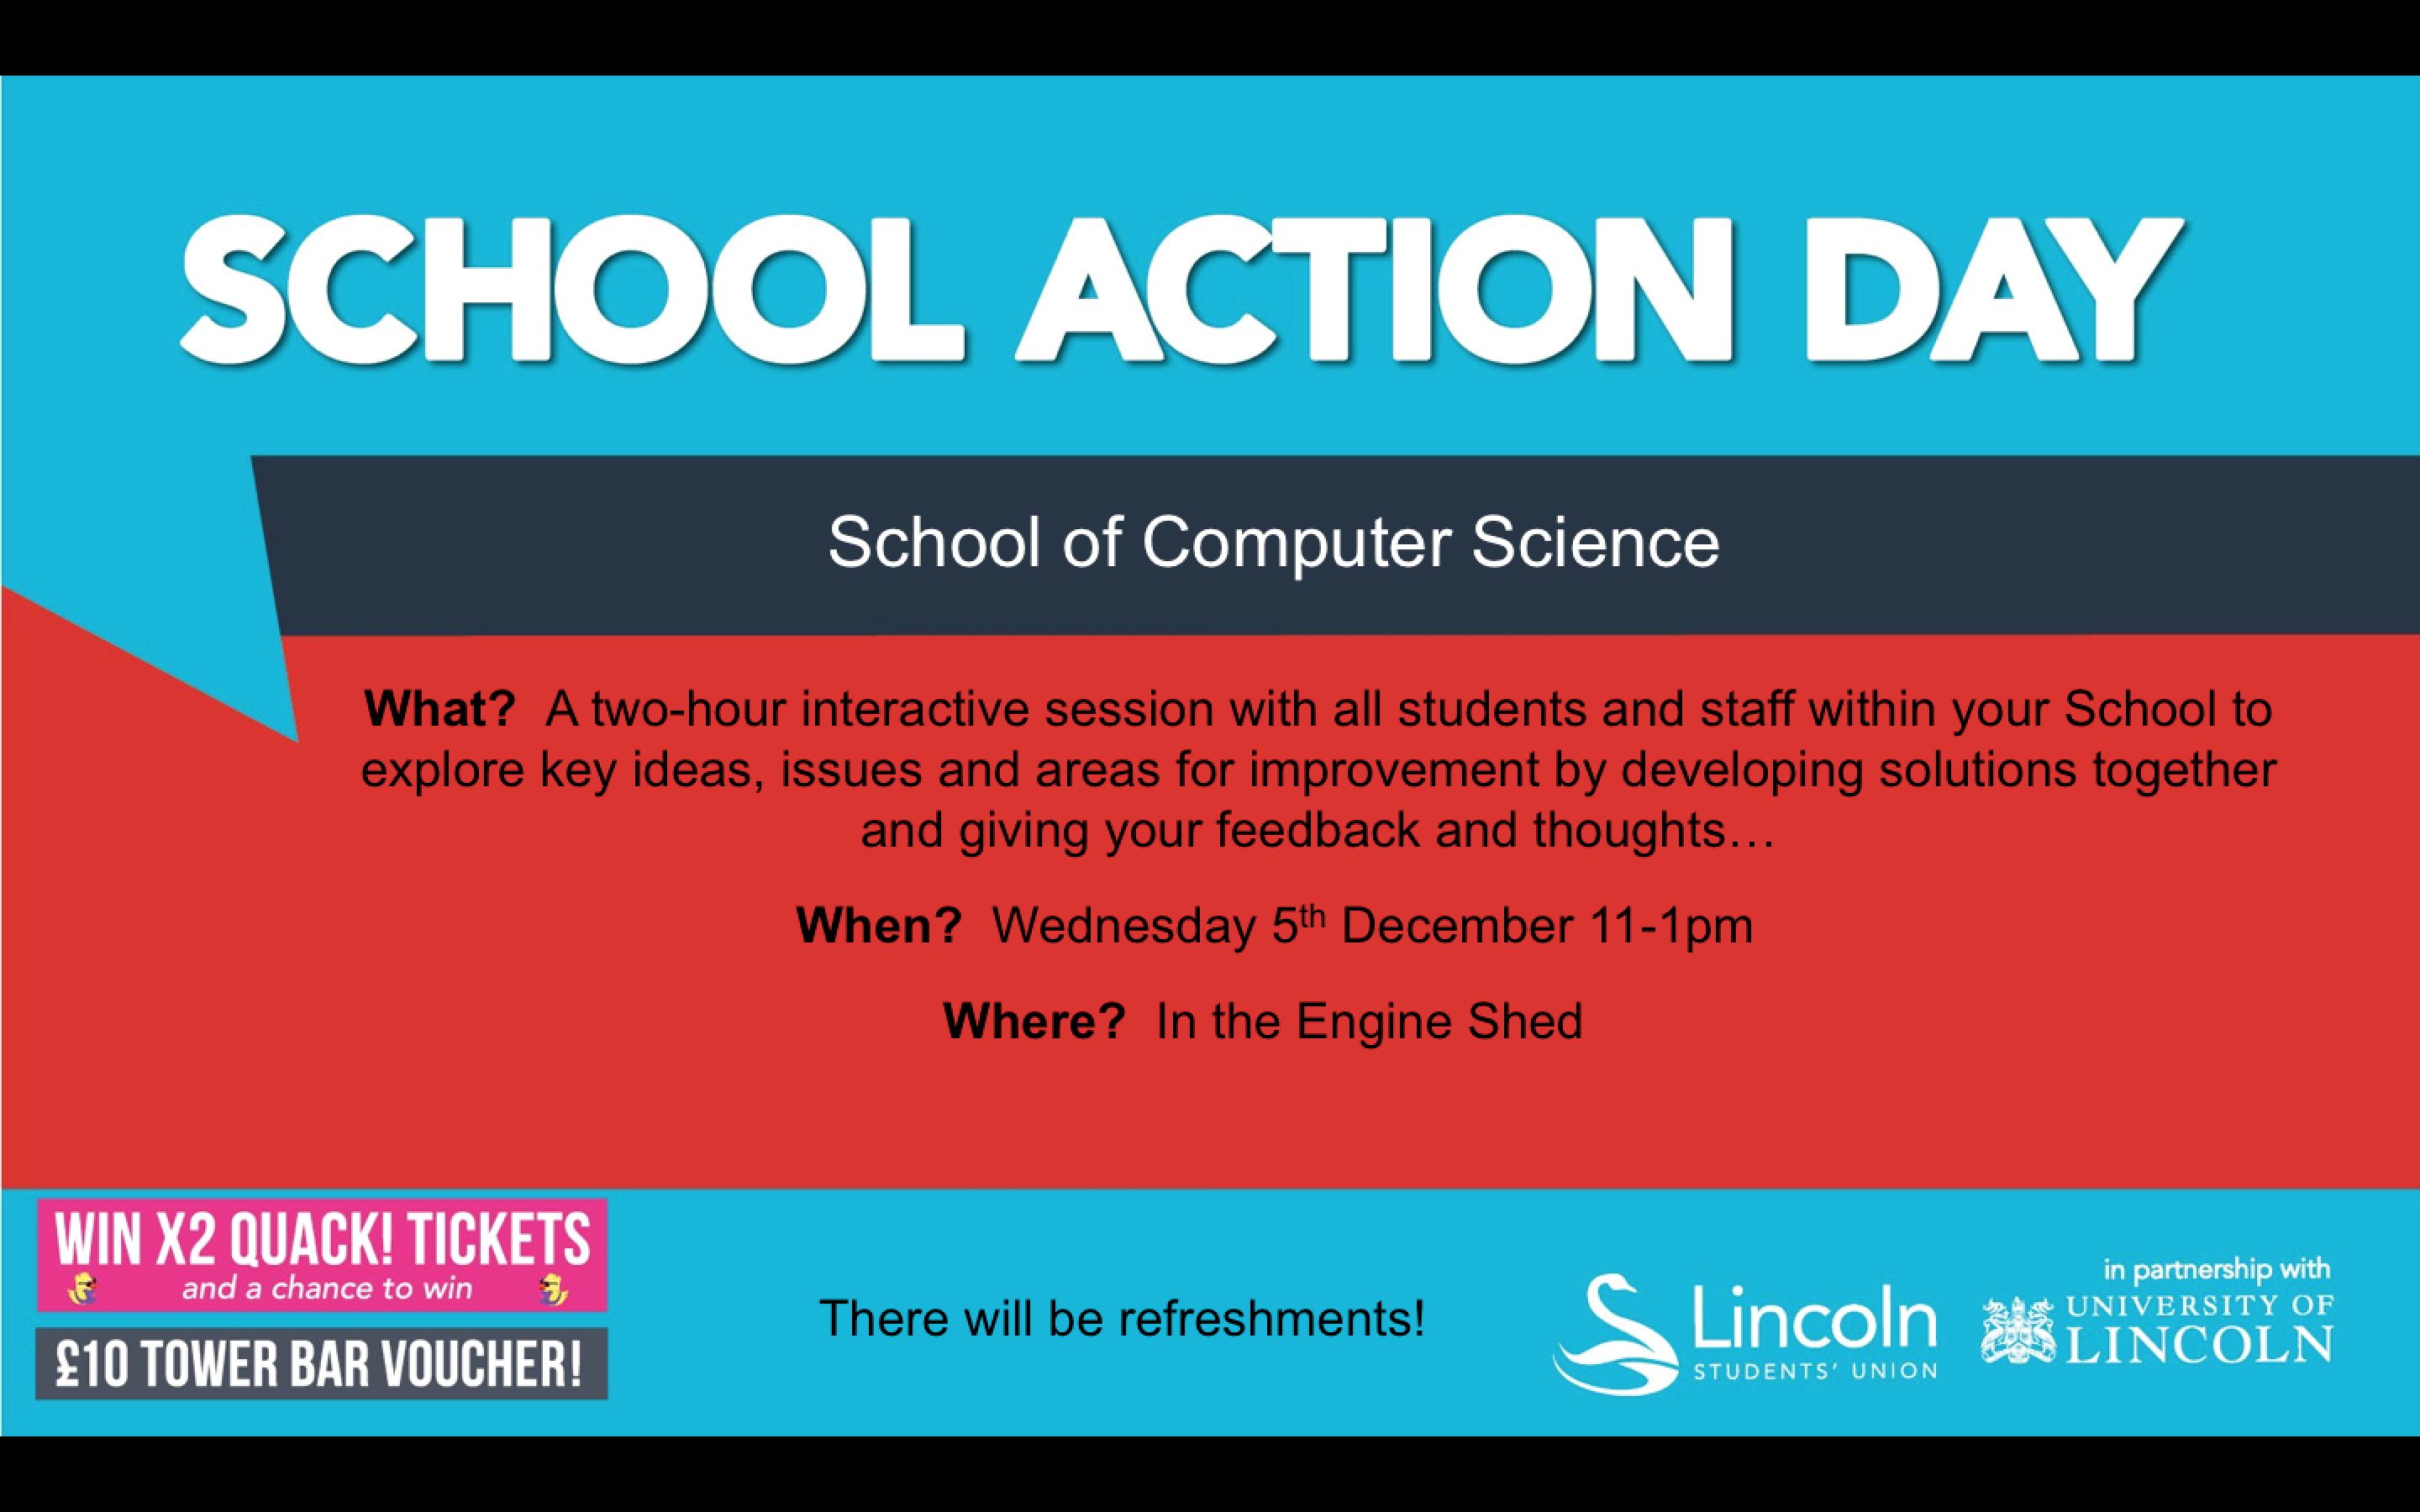 SCHOOL ACTION DAY
School of Computer Science
What? A two-hour interactive session with all students and staff within your School to
explore key ideas, issues and areas for improvement by developing solutions together
and giving your feedback and thoughts…
When? Wednesday 5th December 11-1pm
Where? In the Engine Shed
WIN X2 QUACK! TICKETS
and a chance to win
£10 TOWER BAR VOUCHER!
There will be refreshments!
Lincoln
STUDENTS' UNION
in partnership with
UNIVERSITY OF
LINCOLN